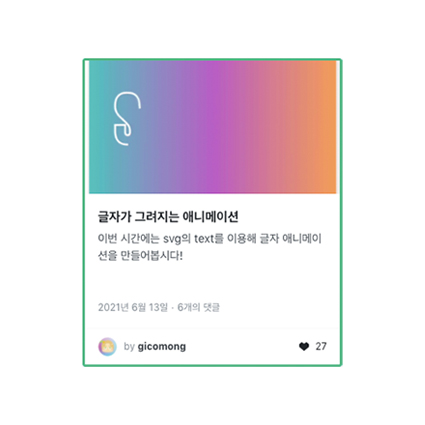 글자가 그려지는 애니메이션
이번 시간에는 svg의 text를 이용해 글자 애니메이
션을 만들어봅시다!
2021년 6월 13일 · 6개의 댓글
by gicomong
27